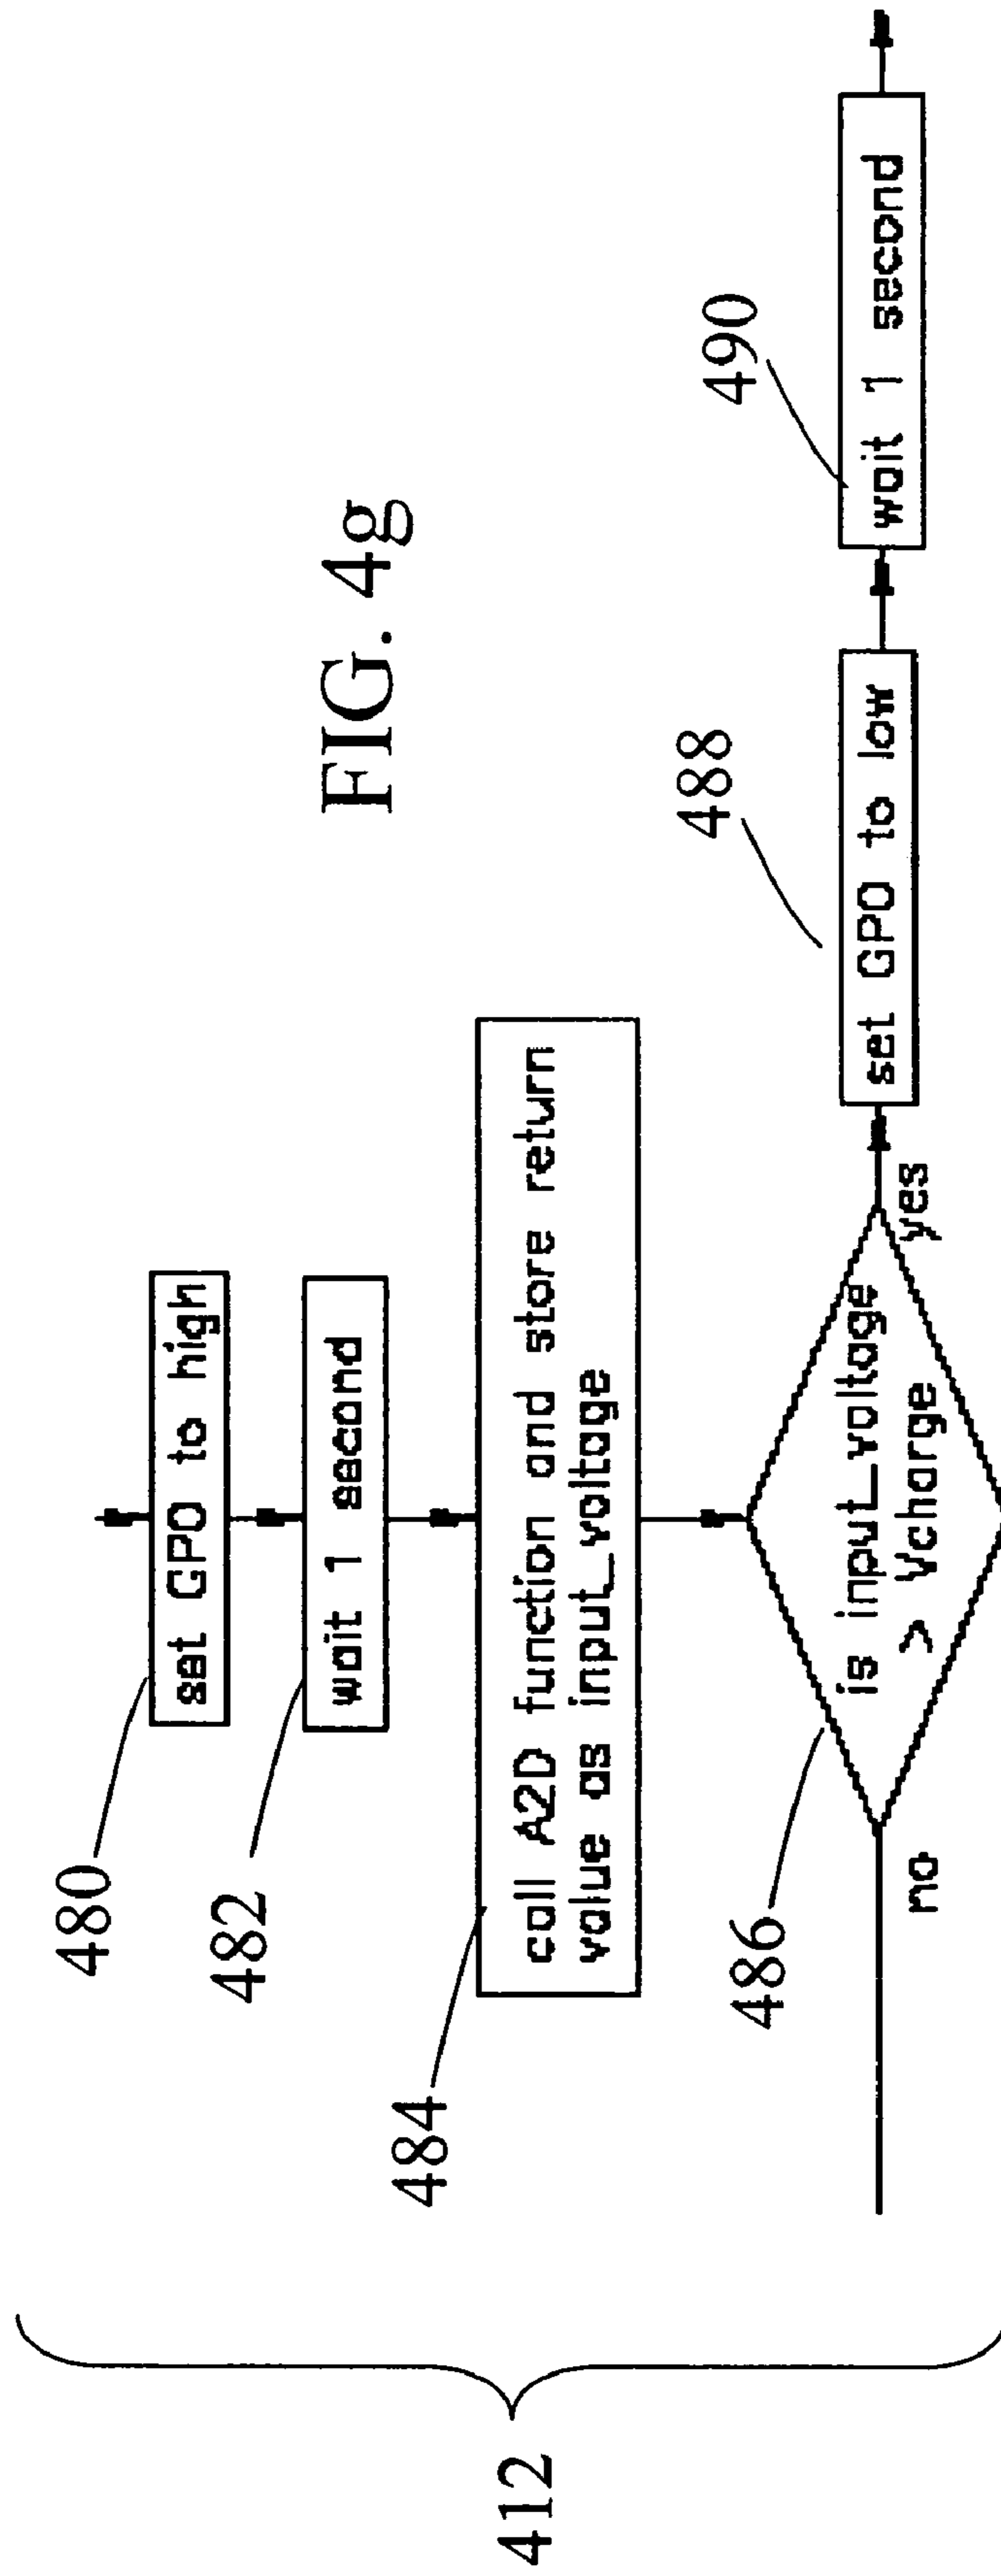 FIG. 4g
412
480
set GPO to high
482
wait 1 second
484
call A2D function and store return
value as input_voltage
486
is input_voltage
> Vcharge
no
yes
488
set GPO to low
490
wait 1 second